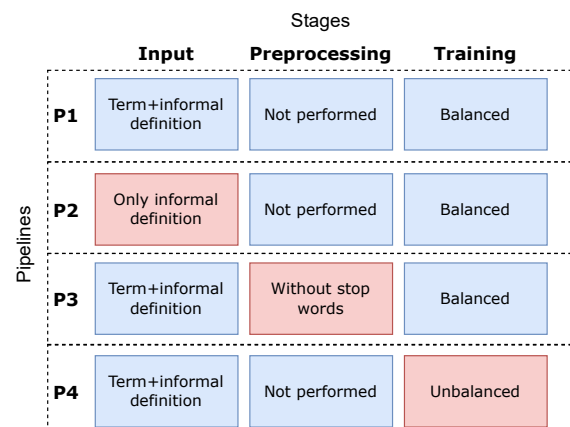 Stages
Input Preprocessing Training
Pipelines
P1
Term+informal
definition
Not performed
Balanced
P2
Only informal
definition
Not performed
Balanced
P3
Term+informal
definition
Without stop
words
Balanced
P4
Term+informal
definition
Not performed
Unbalanced